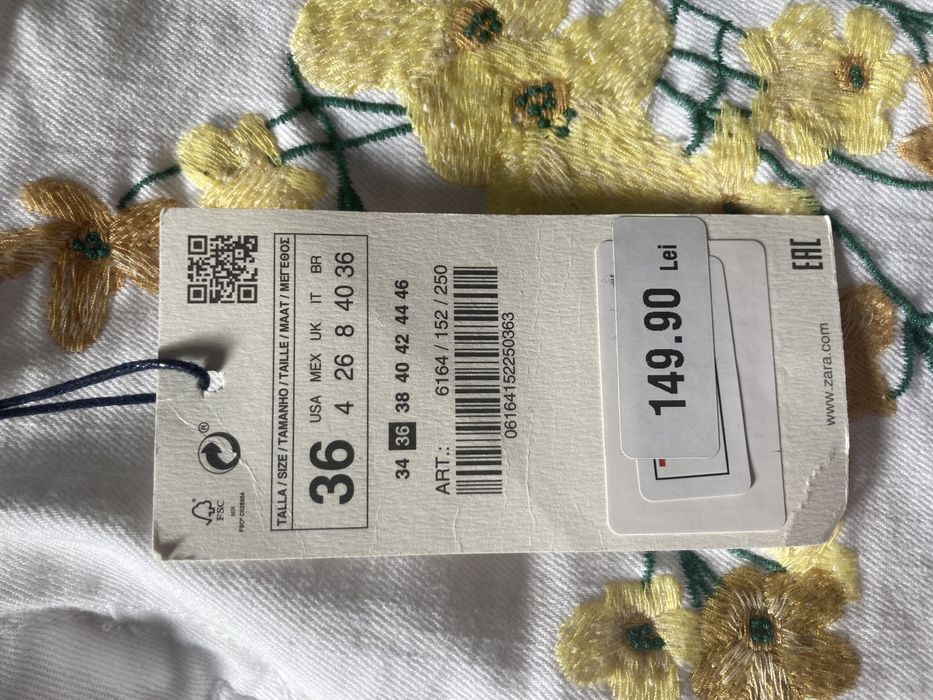 FSC
MIX
®
TALLA / SIZE / TAMANHO / TAILLE / MAAT / ΜΕΓΕΘΟΣ
36
USA MEX UK IT BR
4 26 8 40 36
34 36 38 40 42 44 46
ART.: 6164 / 152 / 250
06164152250363
149.90 Lei
EAC
www.zara.com